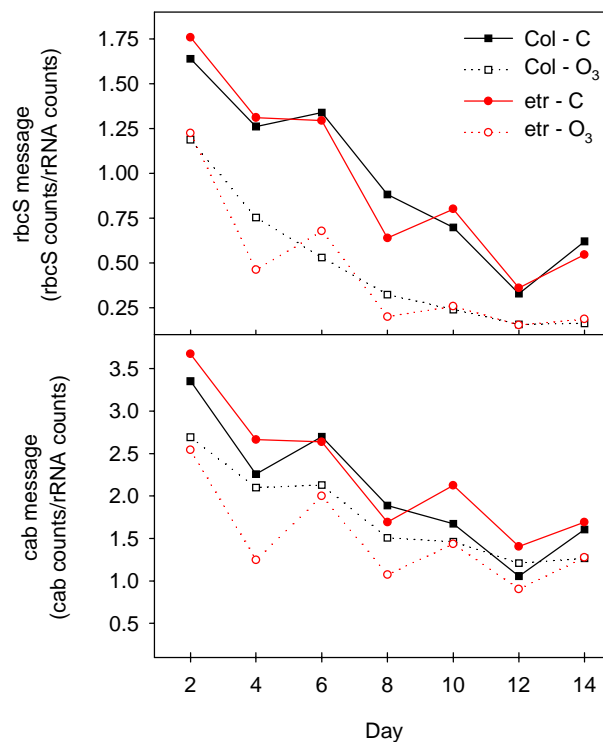 1.75
1.50
1.25
1.00
0.75
0.50
0.25
rbcS message
(rbcS counts/rRNA counts)
Col - C
Col - O₃
etr - C
etr - O₃
3.5
3.0
2.5
2.0
1.5
1.0
0.5
cab message
(cab counts/rRNA counts)
2 4 6 8 10 12 14
Day